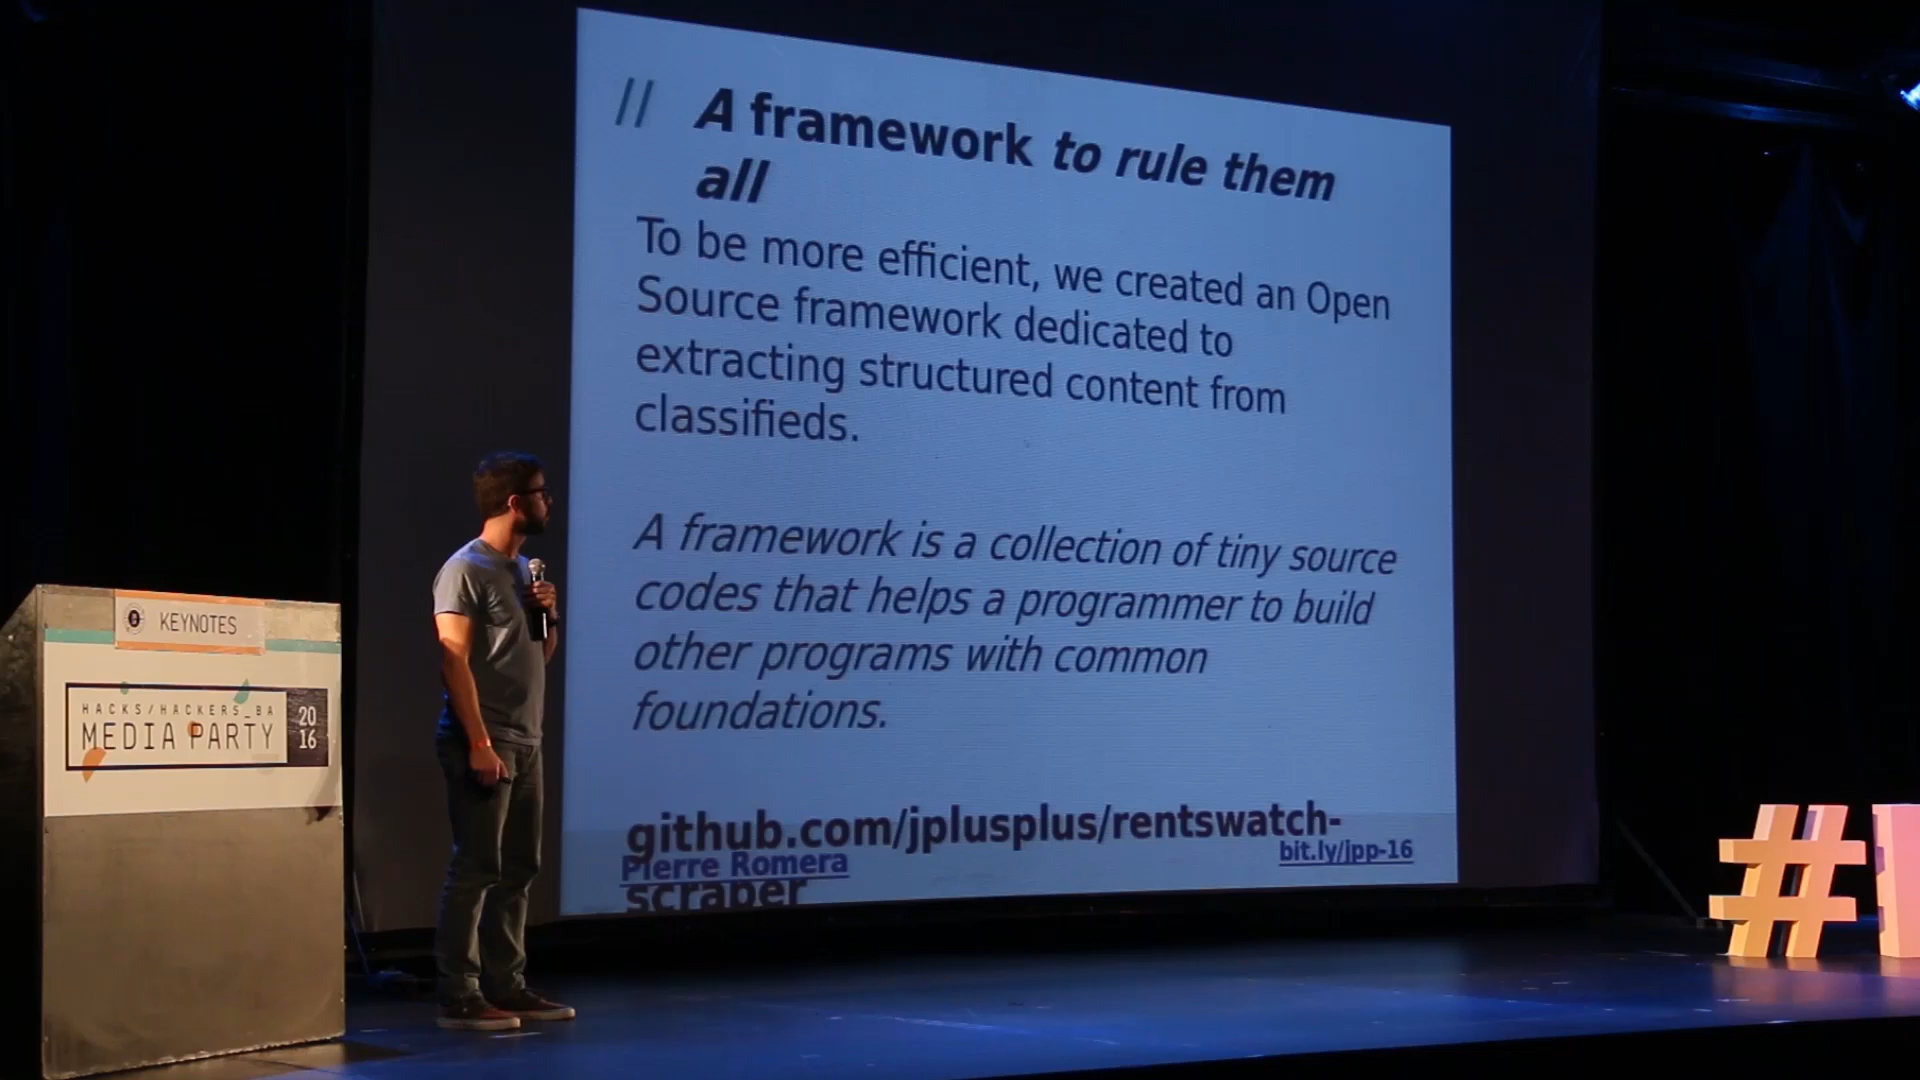 // A framework to rule them
all
To be more efficient, we created an Open
Source framework dedicated to
extracting structured content from
classifieds.
A framework is a collection of tiny source
codes that helps a programmer to build
other programs with common
foundations.
github.com/jplusplus/rentswatch-
scraper
Pierre Romera
bit.ly/jpp-16
KEYNOTES
HACKS/HACKERS_BA
MEDIA PARTY
20
16
#